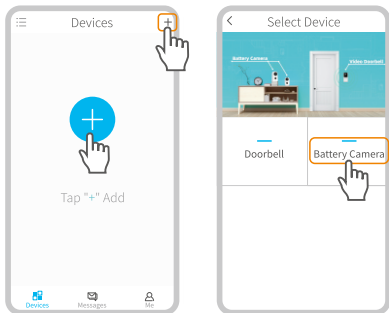 Devices
+
Tap "+" Add
Devices
Messages
Me
Select Device
Battery Camera
Video Doorbell
Doorbell
Battery Camera